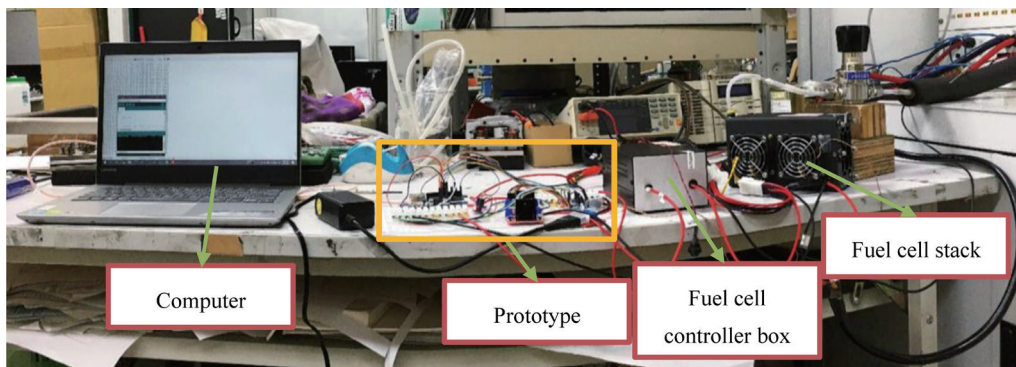 Computer
Prototype
Fuel cell
controller box
Fuel cell stack